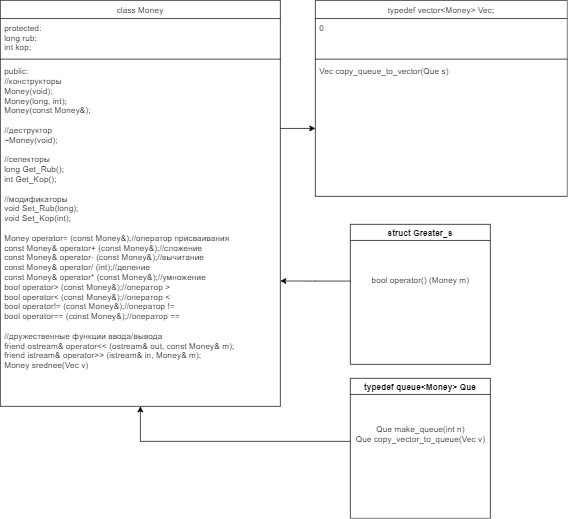 class Money
protected:
long rub;
int kop;
public:
//конструкторы
Money(void);
Money(long, int);
Money(const Money&);
//деструктор
~Money(void);
//селекторы
long Get_Rub();
int Get_Kop();
//модификаторы
void Set_Rub(long);
void Set_Kop(int);
Money operator= (const Money&);//оператор присваивания
const Money& operator+ (const Money&);//сложение
const Money& operator- (const Money&);//вычитание
const Money& operator/ (int);//деление
const Money& operator* (const Money&);//умножение
bool operator> (const Money&);//оператор >
bool operator< (const Money&);//оператор <
bool operator!= (const Money&);//оператор !=
bool operator== (const Money&);//оператор ==
//дружественные функции ввода/вывода
friend ostream& operator<< (ostream& out, const Money& m);
friend istream& operator>> (istream& in, Money& m);
Money srednee(Vec v)
typedef vector<Money> Vec;
0
Vec copy_queue_to_vector(Que s)
struct Greater_s
bool operator() (Money m)
typedef queue<Money> Que
Que make_queue(int n)
Que copy_vector_to_queue(Vec v)